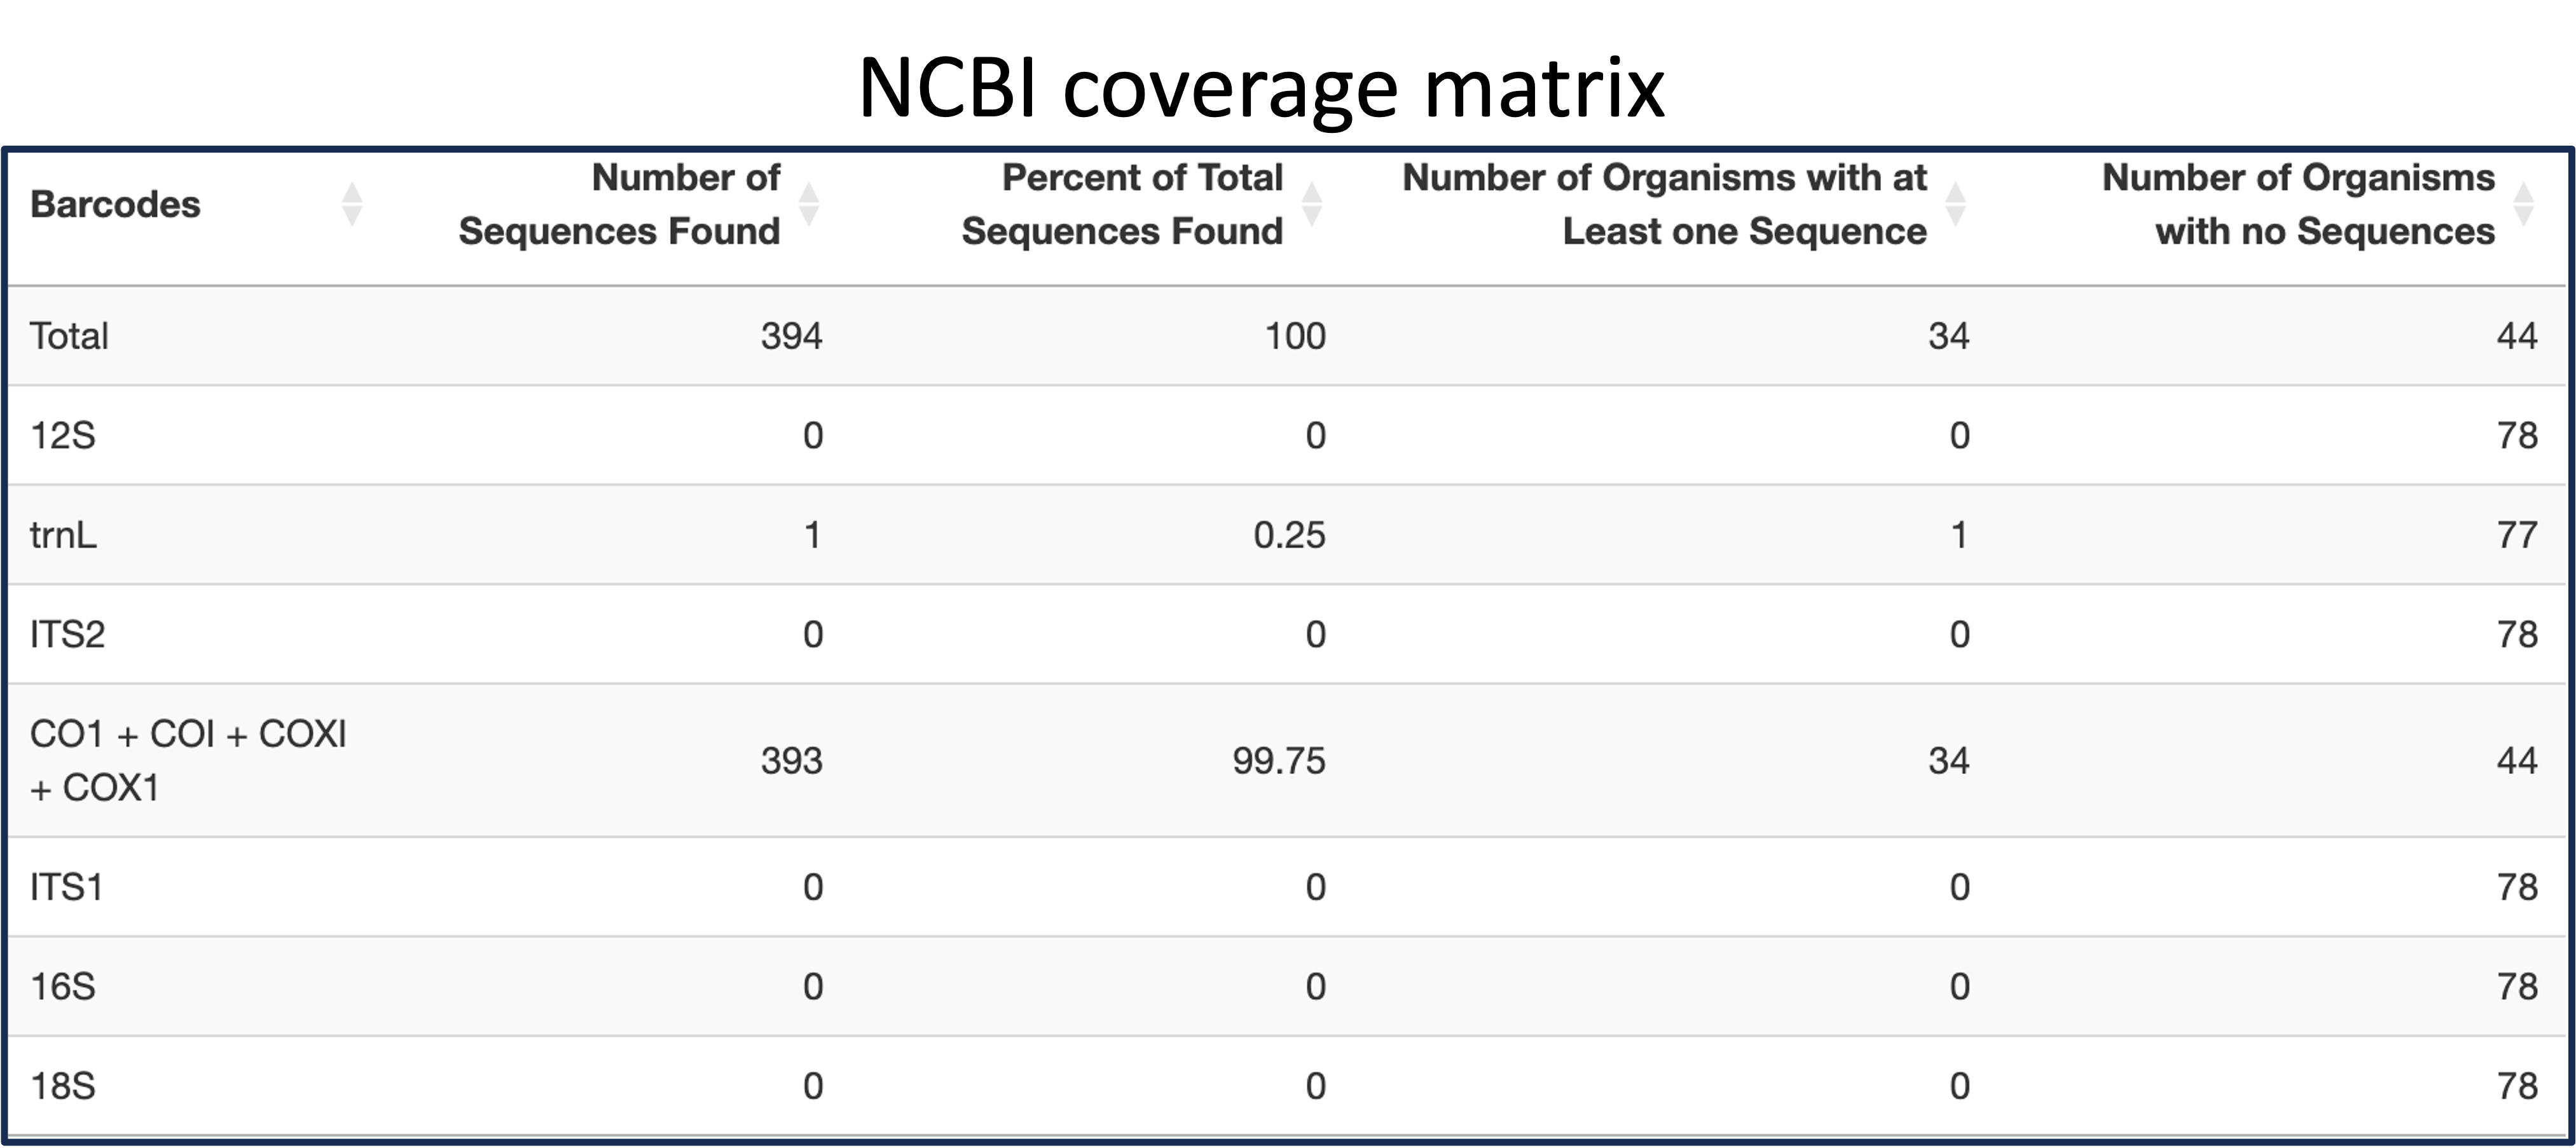 NCBI coverage matrix
Barcodes Number of Sequences Found Percent of Total Sequences Found Number of Organisms with at Least one Sequence Number of Organisms with no Sequences
Total 394 100 34 44
12S 0 0 0 78
trnL 1 0.25 1 77
ITS2 0 0 0 78
CO1 + COI + COXI + COX1 393 99.75 34 44
ITS1 0 0 0 78
16S 0 0 0 78
18S 0 0 0 78